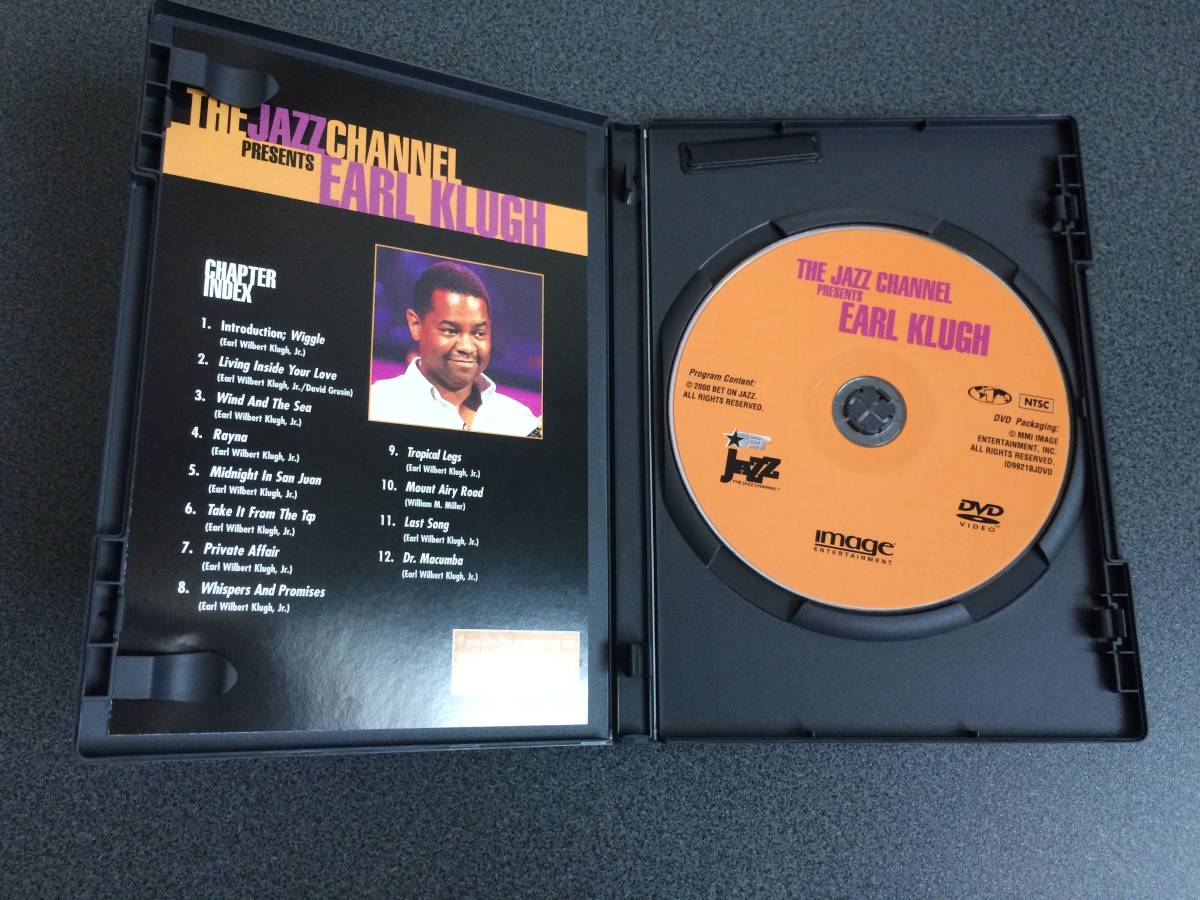 THE JAZZ CHANNEL
PRESENTS
EARL KLUGH
CHAPTER
INDEX
1. Introduction; Wiggle
(Earl Wilbert Klugh, Jr.)
2. Living Inside Your Love
(Earl Wilbert Klugh, Jr./David Grusin)
3. Wind And The Sea
(Earl Wilbert Klugh, Jr.)
4. Rayna
(Earl Wilbert Klugh, Jr.)
5. Midnight In San Juan
(Earl Wilbert Klugh, Jr.)
6. Take It From The Top
(Earl Wilbert Klugh, Jr.)
7. Private Affair
(Earl Wilbert Klugh, Jr.)
8. Whispers And Promises
(Earl Wilbert Klugh, Jr.)
9. Tropical Legs
(Earl Wilbert Klugh, Jr.)
10. Mount Airy Road
(William M. Miller)
11. Last Song
(Earl Wilbert Klugh, Jr.)
12. Dr. Macumba
(Earl Wilbert Klugh, Jr.)
THE JAZZ CHANNEL
PRESENTS
EARL KLUGH
Program Content:
© 2000 BET ON JAZZ.
ALL RIGHTS RESERVED.
1
NTSC
DVD Packaging:
© MMI IMAGE
ENTERTAINMENT, INC.
ALL RIGHTS RESERVED.
ID9921BJDVD
BET
Jazz
THE JAZZ CHANNEL™
DVD
VIDEO™
image
ENTERTAINMENT